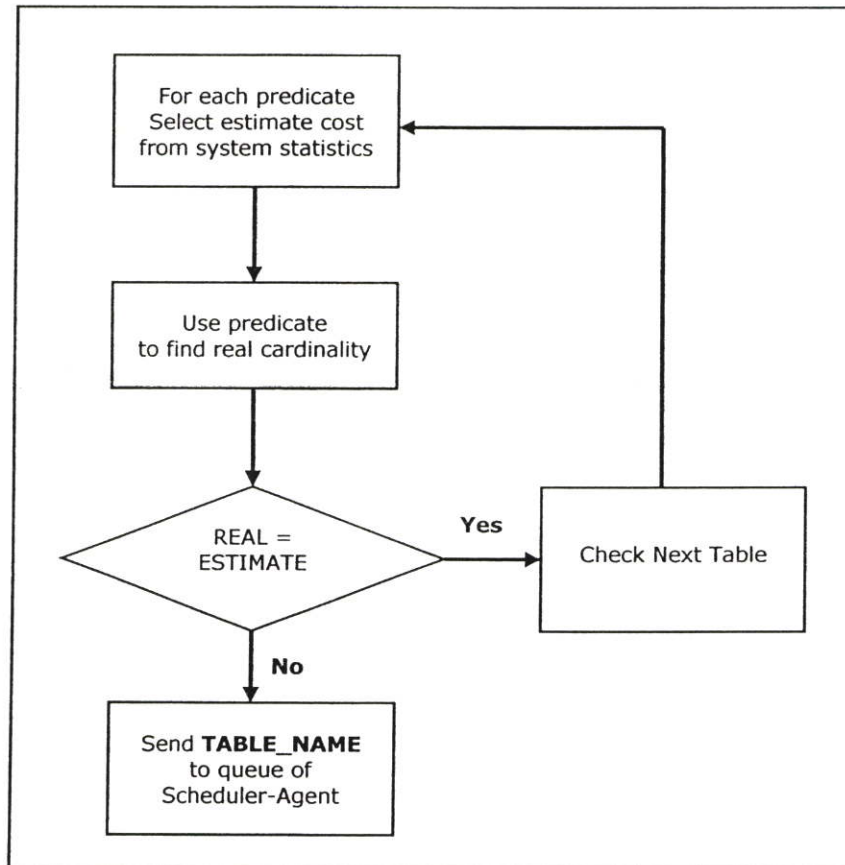 For each predicate
Select estimate cost
from system statistics
Use predicate
to find real cardinality
REAL =
ESTIMATE
Yes
Check Next Table
No
Send TABLE_NAME
to queue of
Scheduler-Agent